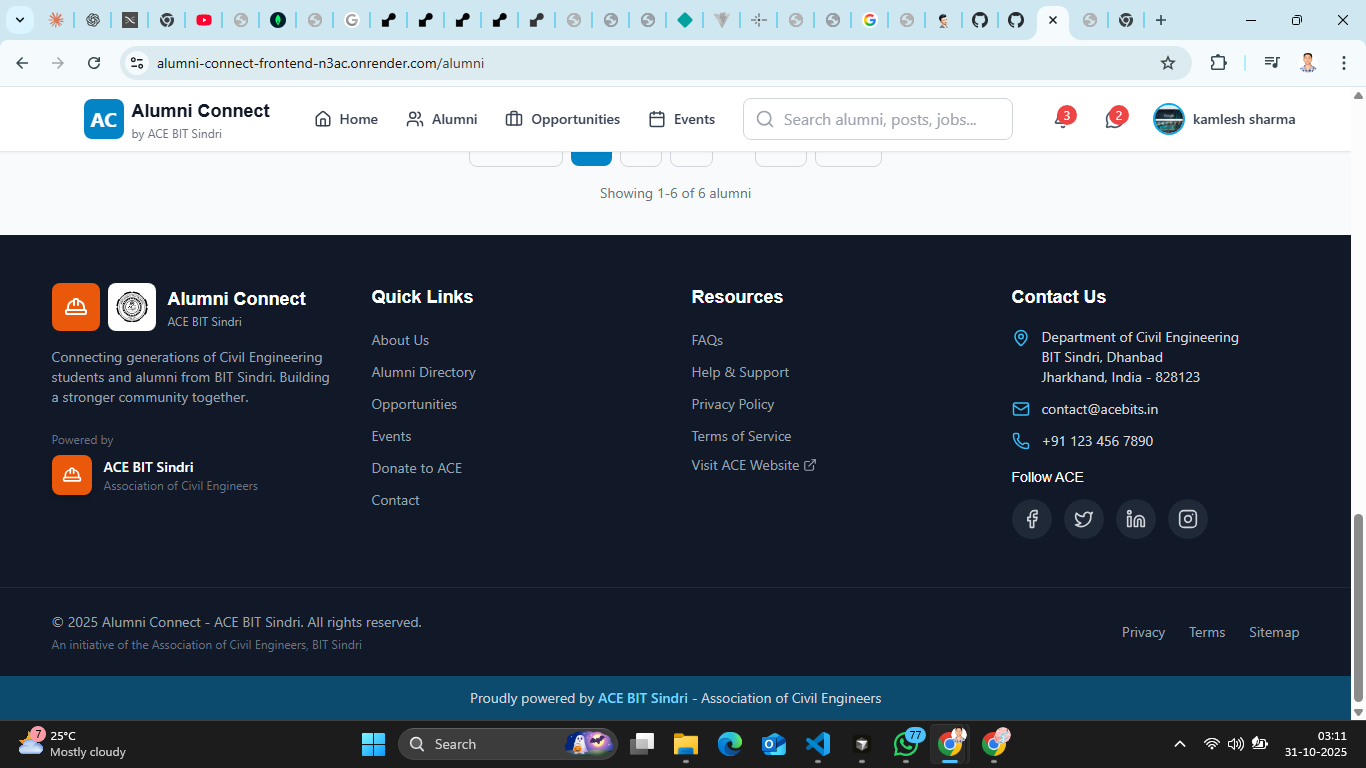 alumni-connect-frontend-n3ac.onrender.com/alumni
AC
Alumni Connect
by ACE BIT Sindri
Home
Alumni
Opportunities
Events
Search alumni, posts, jobs...
3
2
kamlesh sharma
Showing 1-6 of 6 alumni
Alumni Connect
ACE BIT Sindri
Connecting generations of Civil Engineering
students and alumni from BIT Sindri. Building
a stronger community together.
Powered by
ACE BIT Sindri
Association of Civil Engineers
Quick Links
About Us
Alumni Directory
Opportunities
Events
Donate to ACE
Contact
Resources
FAQs
Help & Support
Privacy Policy
Terms of Service
Visit ACE Website
Contact Us
Department of Civil Engineering
BIT Sindri, Dhanbad
Jharkhand, India - 828123
contact@acebits.in
+91 123 456 7890
Follow ACE
© 2025 Alumni Connect - ACE BIT Sindri. All rights reserved.
An initiative of the Association of Civil Engineers, BIT Sindri
Privacy
Terms
Sitemap
Proudly powered by ACE BIT Sindri - Association of Civil Engineers
7
25°C
Mostly cloudy
Search
77
03:11
31-10-2025